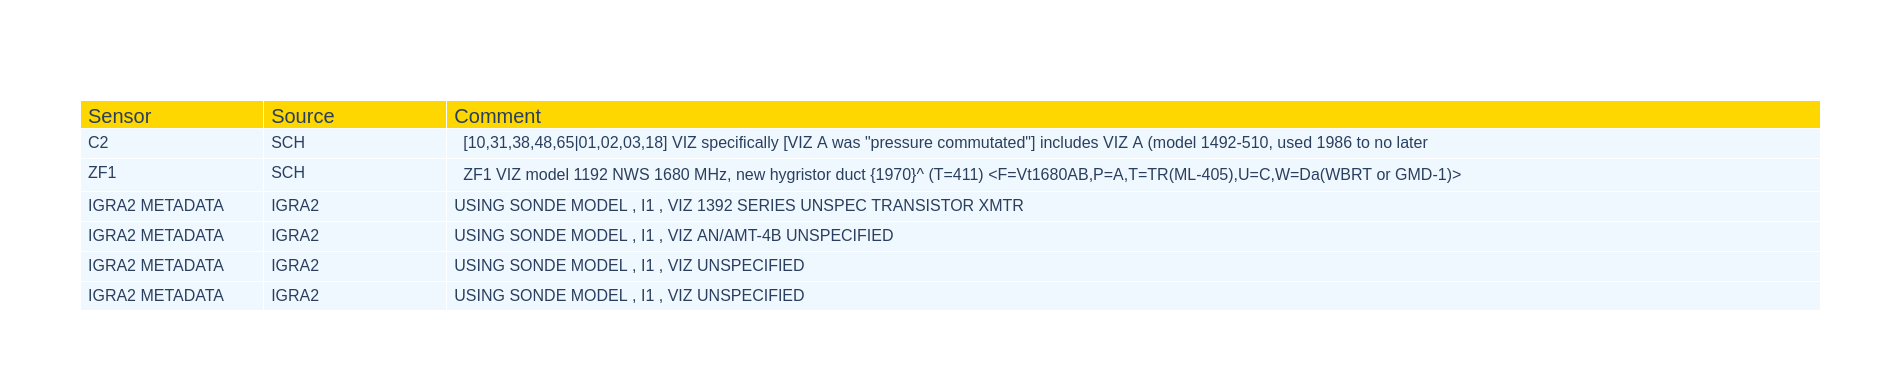 Sensor Source Comment
C2 SCH [10,31,38,48,65|01,02,03,18] VIZ specifically [VIZ A was "pressure commutated"] includes VIZ A (model 1492-510, used 1986 to no later
ZF1 SCH ZF1 VIZ model 1192 NWS 1680 MHz, new hygristor duct {1970}^ (T=411) <F=Vt1680AB,P=A,T=TR(ML-405),U=C,W=Da(WBRT or GMD-1)>
IGRA2 METADATA IGRA2 USING SONDE MODEL , I1 , VIZ 1392 SERIES UNSPEC TRANSISTOR XMTR
IGRA2 METADATA IGRA2 USING SONDE MODEL , I1 , VIZ AN/AMT-4B UNSPECIFIED
IGRA2 METADATA IGRA2 USING SONDE MODEL , I1 , VIZ UNSPECIFIED
IGRA2 METADATA IGRA2 USING SONDE MODEL , I1 , VIZ UNSPECIFIED